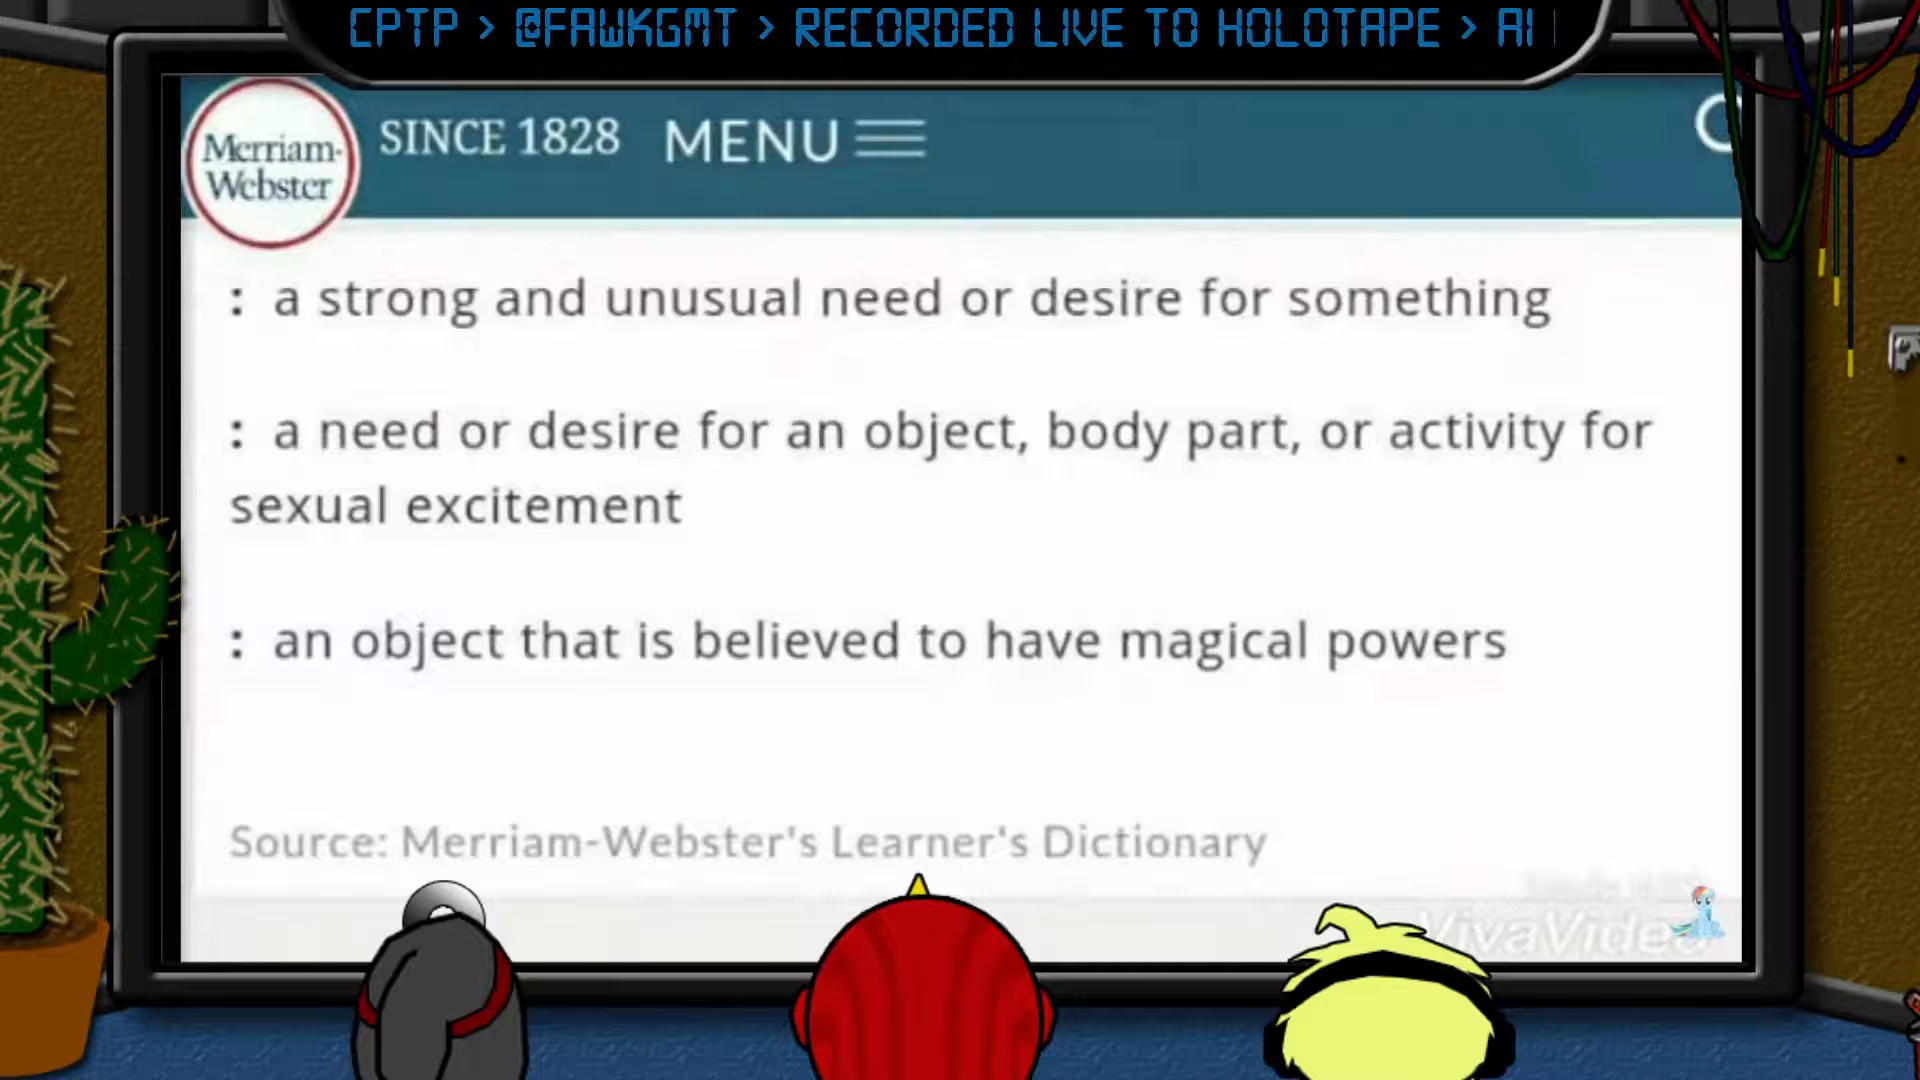 CPTP > @FAWKGMT > RECORDED LIVE TO HOLOTAPE > AI
Merriam-
Webster
SINCE 1828
MENU
: a strong and unusual need or desire for something
: a need or desire for an object, body part, or activity for
sexual excitement
: an object that is believed to have magical powers
Source: Merriam-Webster's Learner's Dictionary
VivaVideo